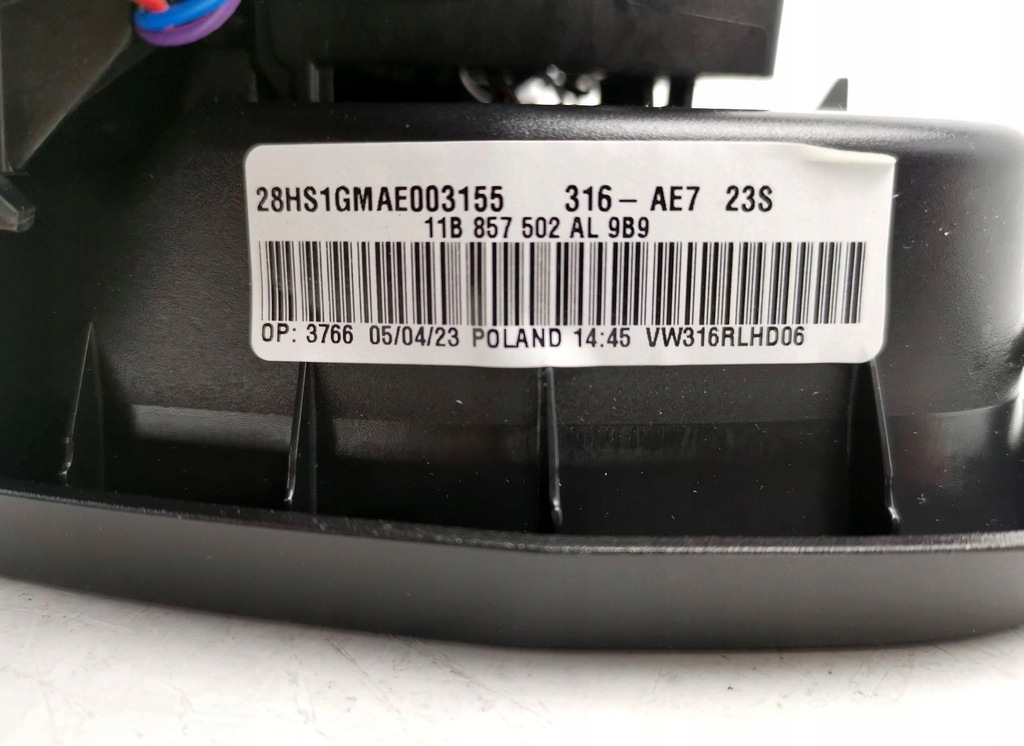 28HS1GMAE003155 316 - AE7 23S
11B 857 502 AL 9B9
OP: 3766 05/04/23 POLAND 14:45 VW316RLHD06